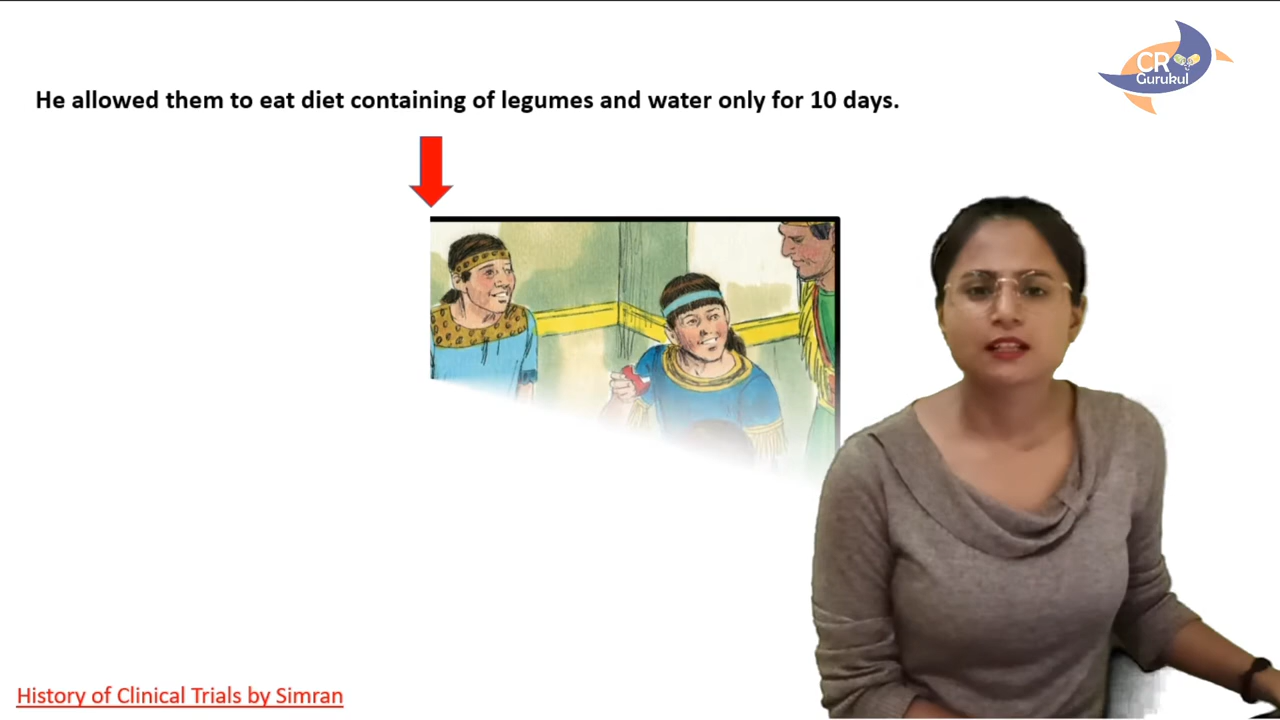 CR
Gurukul
He allowed them to eat diet containing of legumes and water only for 10 days.
History of Clinical Trials by Simran